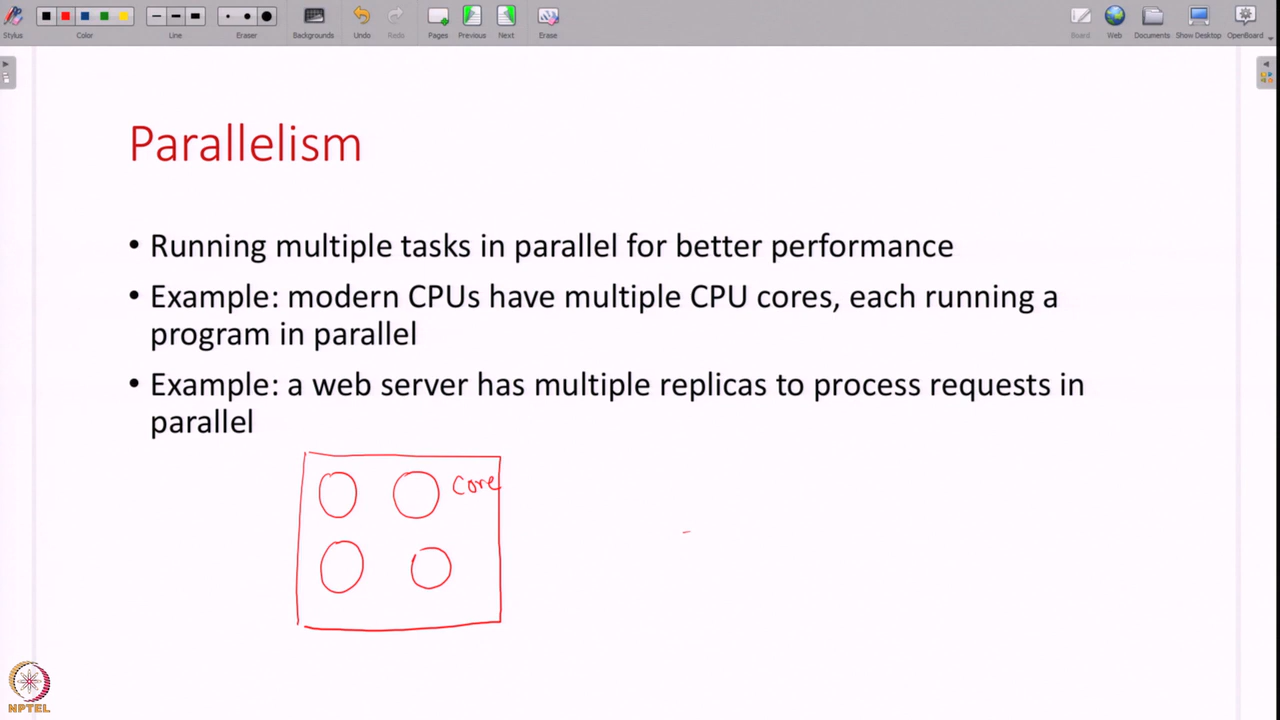 Stylus
Color
Line
Eraser
Backgrounds
Undo
Redo
Pages
Previous
Next
Erase
Board
Web
Documents
Show Desktop
OpenBoard
Parallelism
• Running multiple tasks in parallel for better performance
• Example: modern CPUs have multiple CPU cores, each running a
program in parallel
• Example: a web server has multiple replicas to process requests in
parallel
core
NPTEL